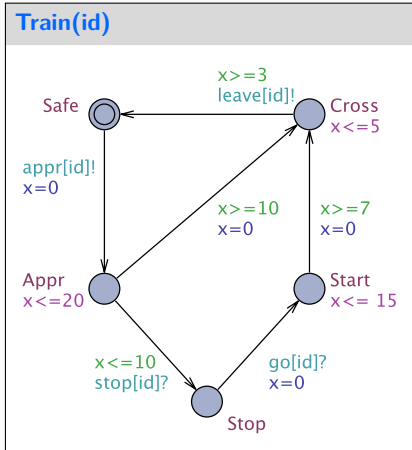 Train(id)
x>=3
leave[id]!
Safe
Cross
x<=5
appr[id]!
x=0
x>=10
x=0
x>=7
x=0
Appr
x<=20
Start
x<= 15
x<=10
stop[id]?
go[id]?
x=0
Stop